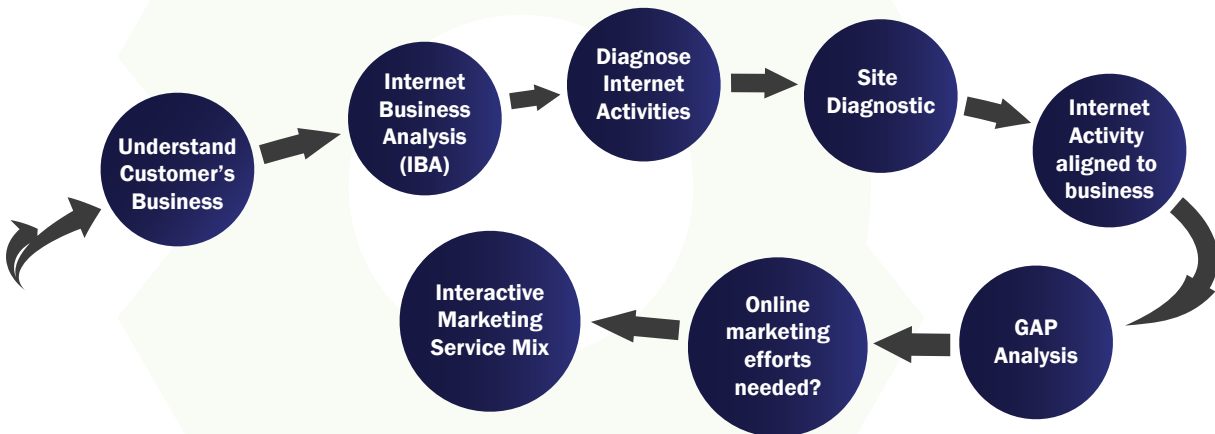 Understand
Customer's
Business
Internet
Business
Analysis
(IBA)
Diagnose
Internet
Activities
Site
Diagnostic
Internet
Activity
aligned to
business
GAP
Analysis
Online
marketing
efforts
needed?
Interactive
Marketing
Service Mix